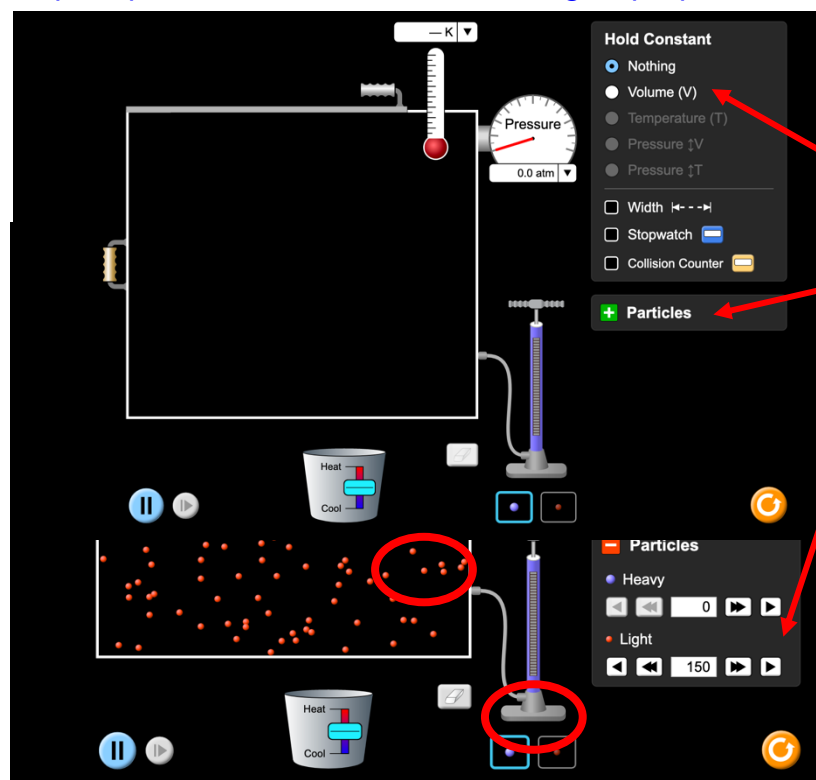 — K
Pressure
0.0 atm
Hold Constant
Nothing
Volume (V)
Temperature (T)
Pressure ↕V
Pressure ↕T
Width
Stopwatch
Collision Counter
Particles
Heat
Cool
Particles
Heavy
0
Light
150
Heat
Cool